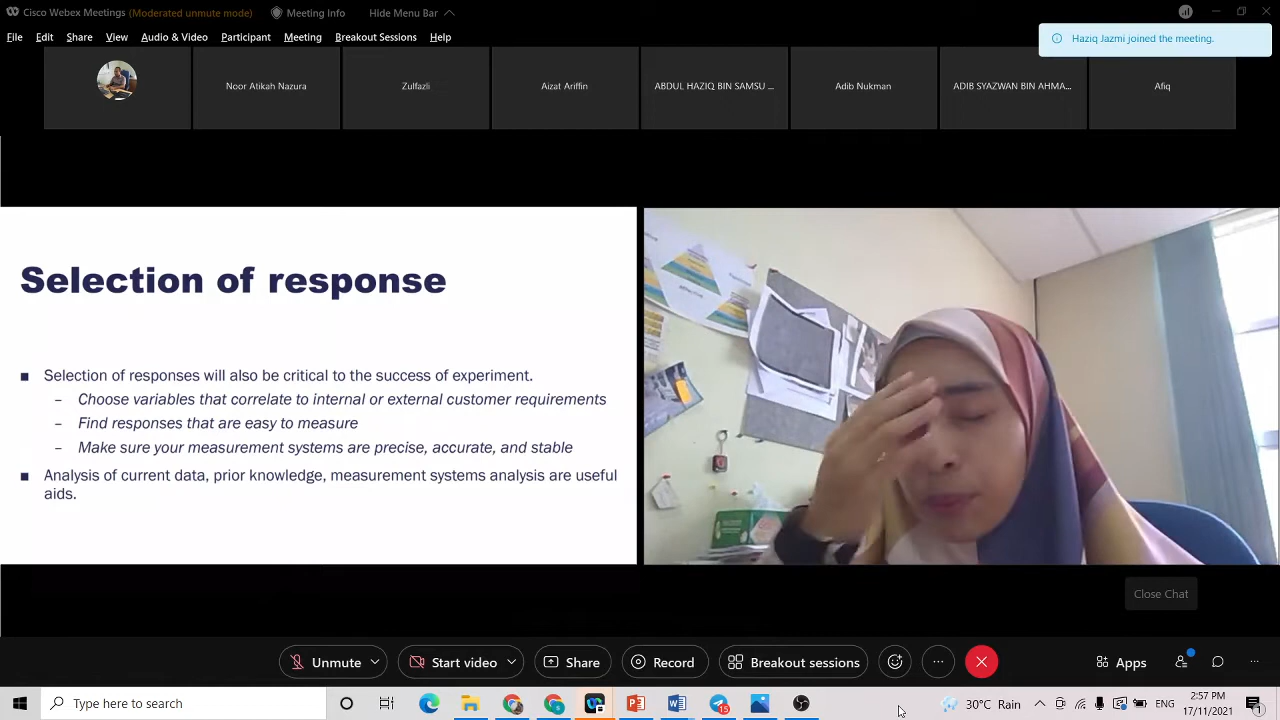 Cisco Webex Meetings (Moderated unmute mode) Meeting Info Hide Menu Bar
File Edit Share View Audio & Video Participant Meeting Breakout Sessions Help
Haziq Jazmi joined the meeting.
Noor Atikah Nazura Zulfazli Aizat Ariffin ABDUL HAZIQ BIN SAMSU ... Adib Nukman ADIB SYAZWAN BIN AHMA... Afiq
Selection of response
■ Selection of responses will also be critical to the success of experiment.
– Choose variables that correlate to internal or external customer requirements
– Find responses that are easy to measure
– Make sure your measurement systems are precise, accurate, and stable
■ Analysis of current data, prior knowledge, measurement systems analysis are useful
aids.
Close Chat
Unmute Start video Share Record Breakout sessions Apps
Type here to search
15
30°C Rain
2:57 PM
17/11/2021